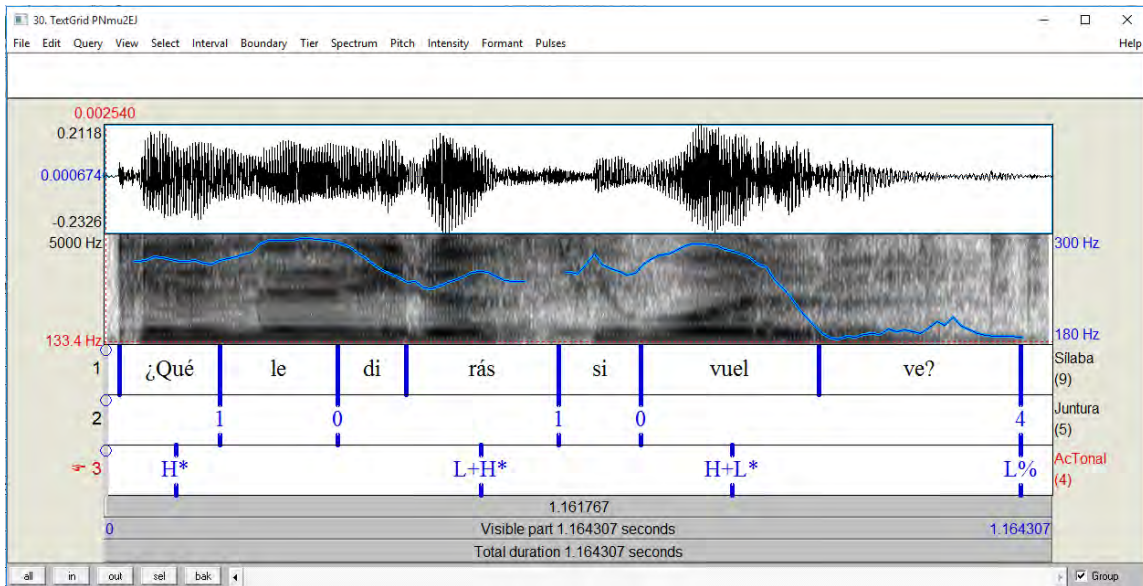 30. TextGrid PNmu2EJ
File Edit Query View Select Interval Boundary Tier Spectrum Pitch Intensity Formant Pulses Help
0.002540
0.2118
0.000674
-0.2326
5000 Hz 300 Hz
133.4 Hz 180 Hz
1 ¿Qué le di rás si vuel ve? Sílaba (9)
2 1 0 1 0 4 Juntura (5)
3 H* L+H* H+L* L% AcTonal (4)
1.161767
0 Visible part 1.164307 seconds 1.164307
Total duration 1.164307 seconds
all in out sel bak Group